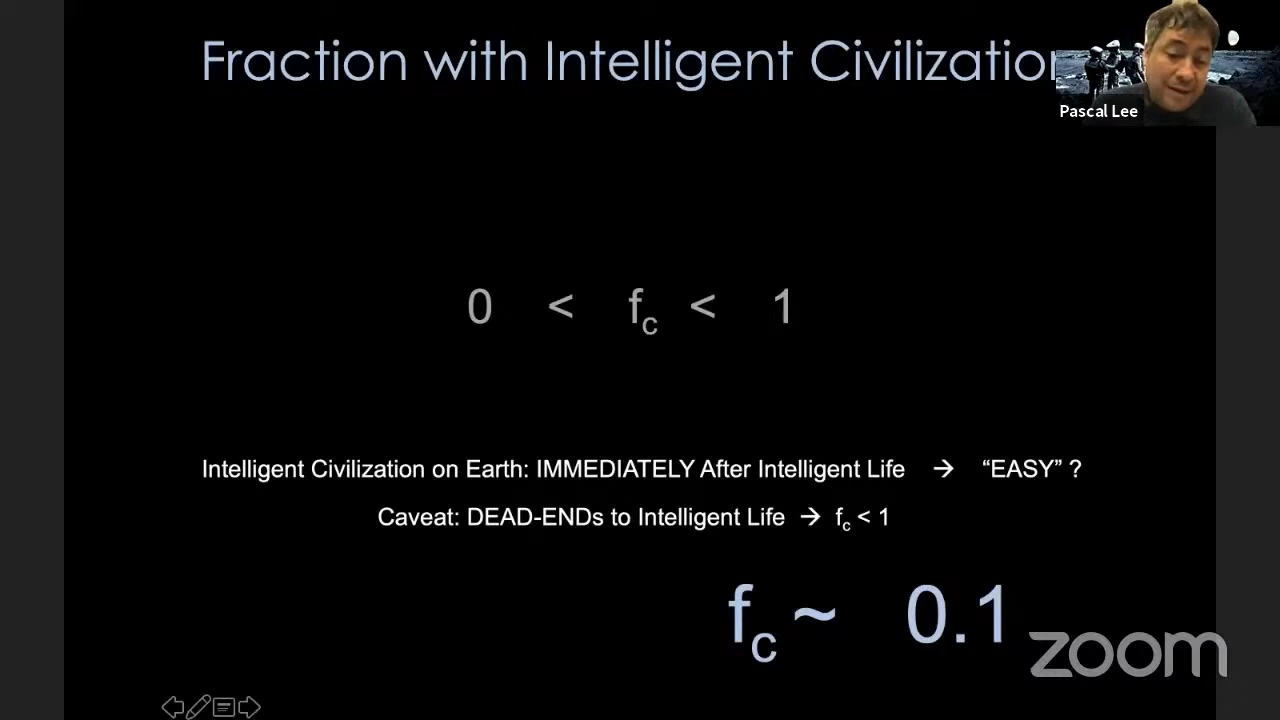 Fraction with Intelligent Civilization
Pascal Lee
0 < fc < 1
Intelligent Civilization on Earth: IMMEDIATELY After Intelligent Life → “EASY” ?
Caveat: DEAD-ENDs to Intelligent Life → fc < 1
fc ~ 0.1
zoom